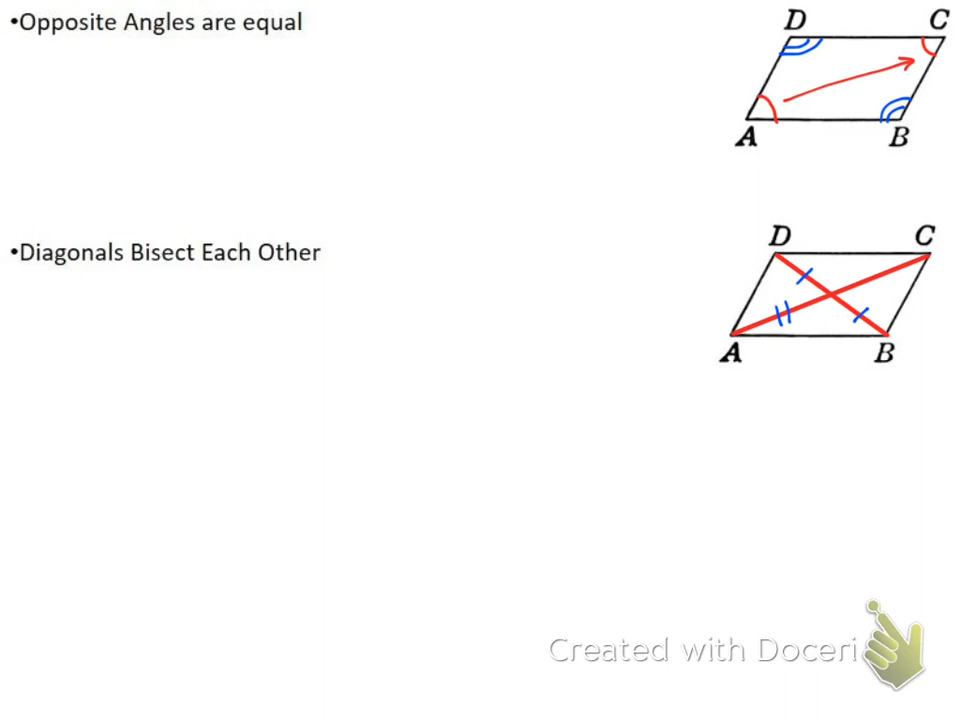 •Opposite Angles are equal
D C
A B
•Diagonals Bisect Each Other
D C
A B
Created with Doceri